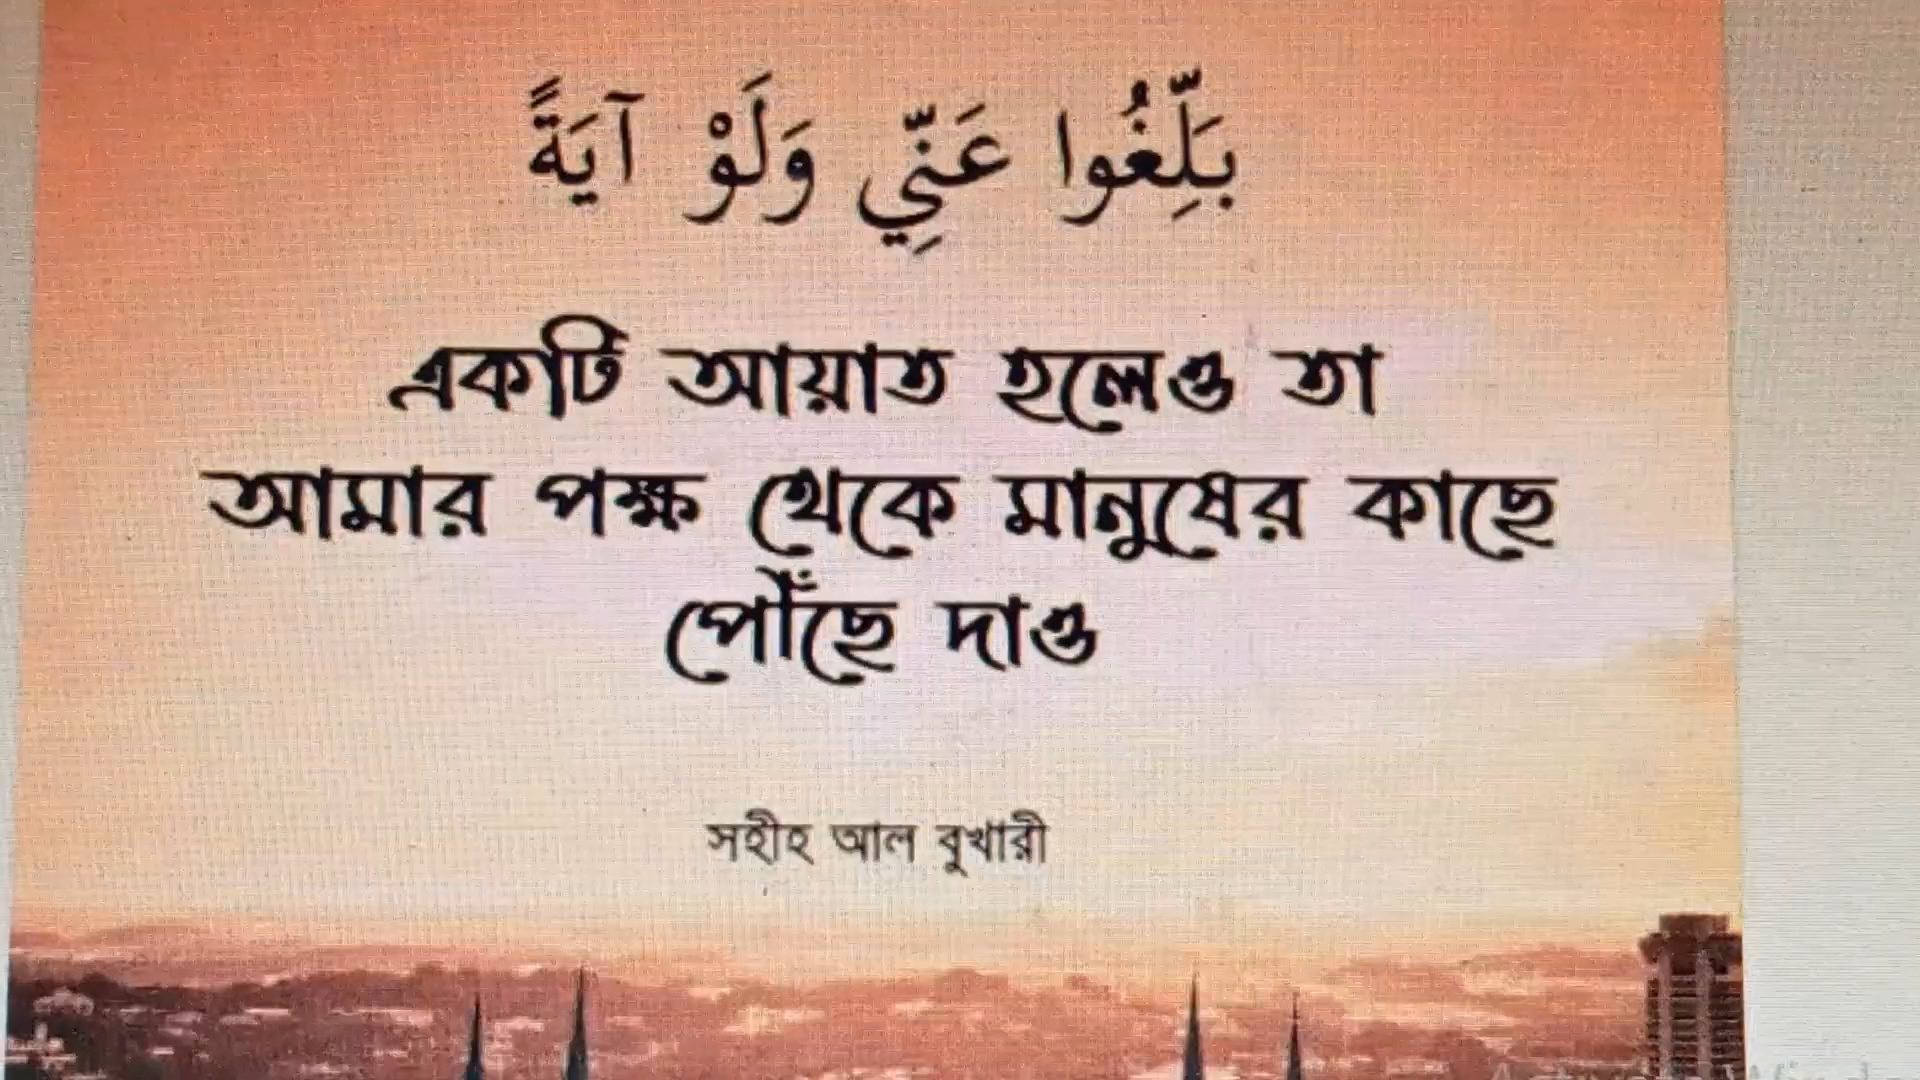 بَلِّغُوا عَنِّي وَلَوْ آيَةً
একটি আয়াত হলেও তা
আমার পক্ষ থেকে মানুষের কাছে
পৌঁছে দাও
সহীহ আল বুখারী